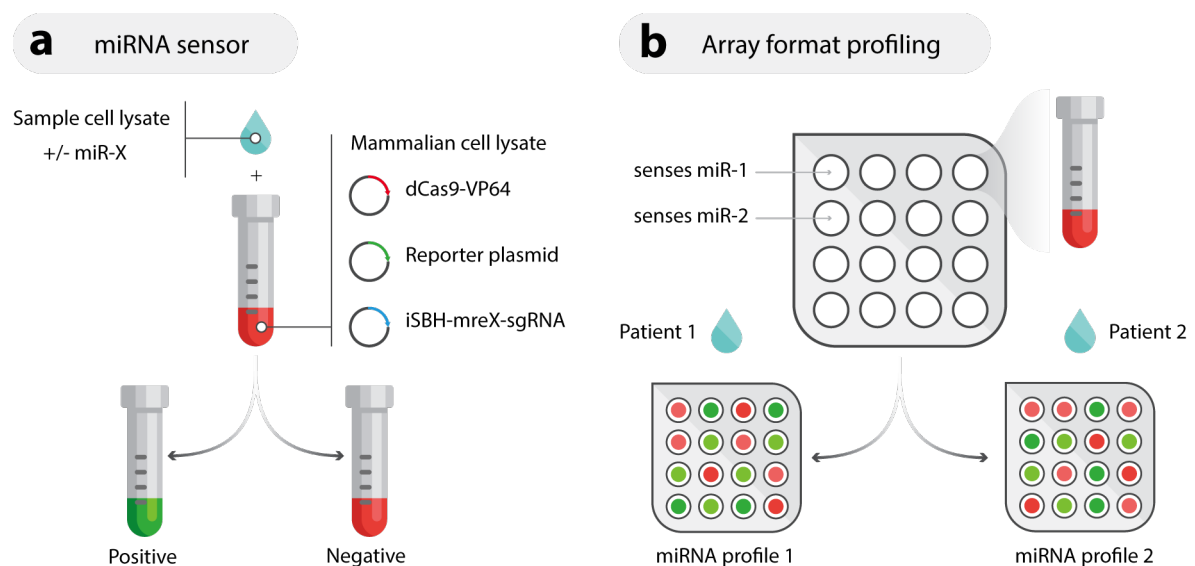 a
miRNA sensor
Sample cell lysate
+/- miR-X
+
Mammalian cell lysate
dCas9-VP64
Reporter plasmid
iSBH-mreX-sgRNA
Positive
Negative
b
Array format profiling
senses miR-1
senses miR-2
Patient 1
Patient 2
miRNA profile 1
miRNA profile 2